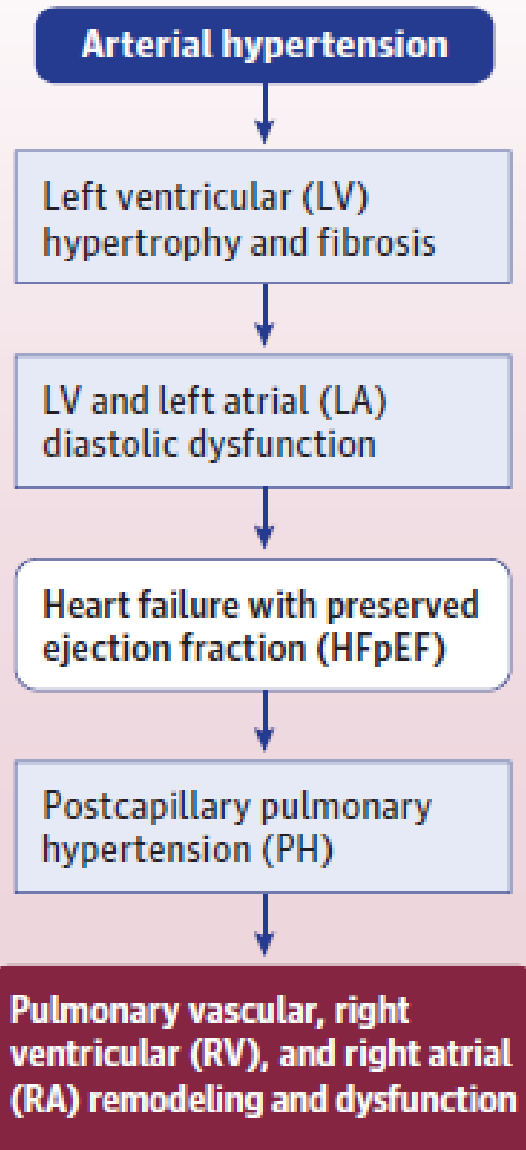 Arterial hypertension
Left ventricular (LV)
hypertrophy and fibrosis
LV and left atrial (LA)
diastolic dysfunction
Heart failure with preserved
ejection fraction (HFpEF)
Postcapillary pulmonary
hypertension (PH)
Pulmonary vascular, right
ventricular (RV), and right atrial
(RA) remodeling and dysfunction